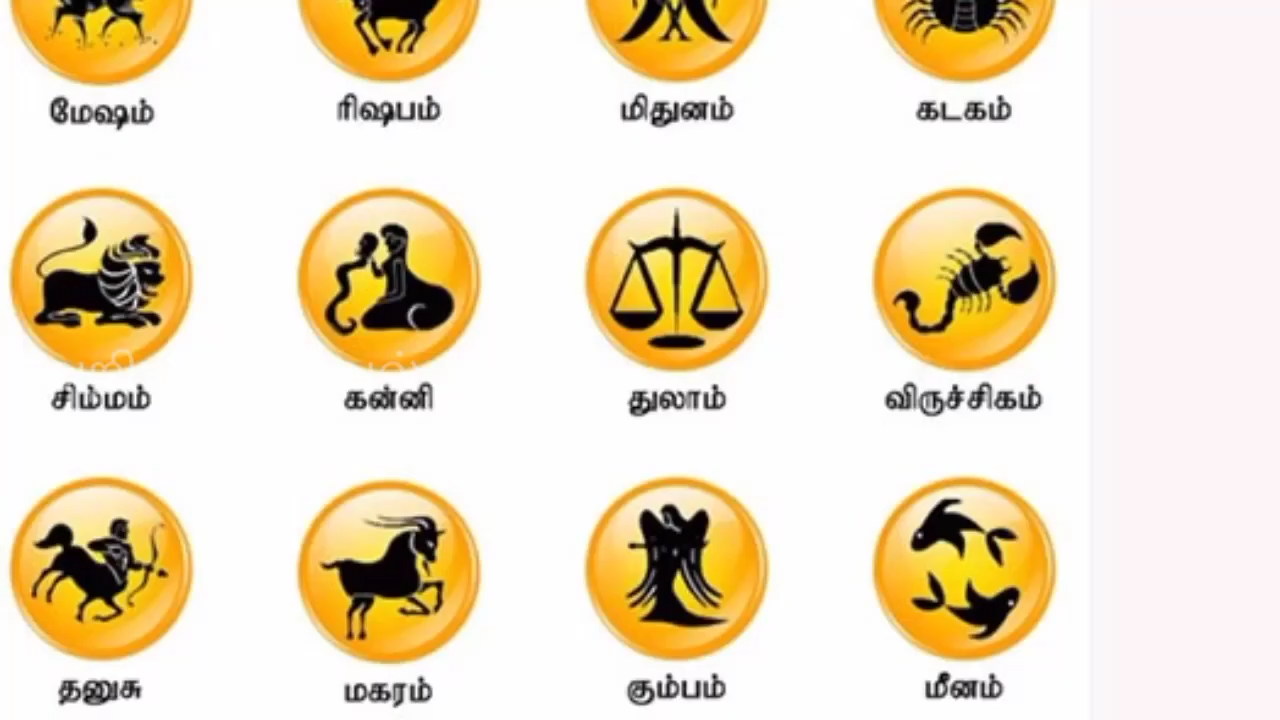 மேஷம் ரிஷபம் மிதுனம் கடகம்
சிம்மம் கன்னி துலாம் விருச்சிகம்
தனுசு மகரம் கும்பம் மீனம்